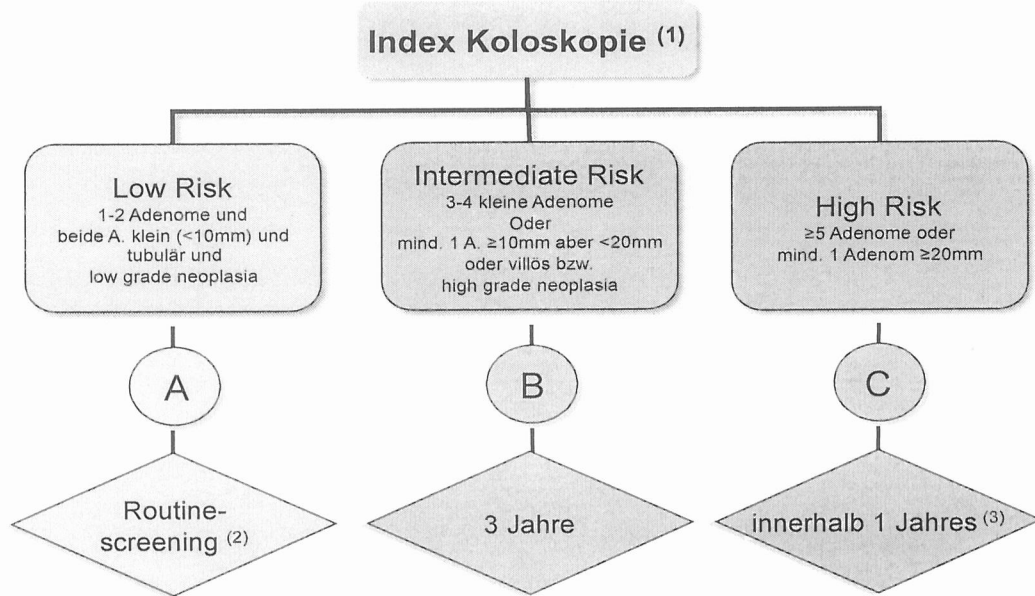 Index Koloskopie (1)
Low Risk
1-2 Adenome und
beide A. klein (<10mm) und
tubulär und
low grade neoplasia
Intermediate Risk
3-4 kleine Adenome
Oder
mind. 1 A. ≥10mm aber <20mm
oder villös bzw.
high grade neoplasia
High Risk
≥5 Adenome oder
mind. 1 Adenom ≥20mm
A
B
C
Routine-
screening (2)
3 Jahre
innerhalb 1 Jahres (3)